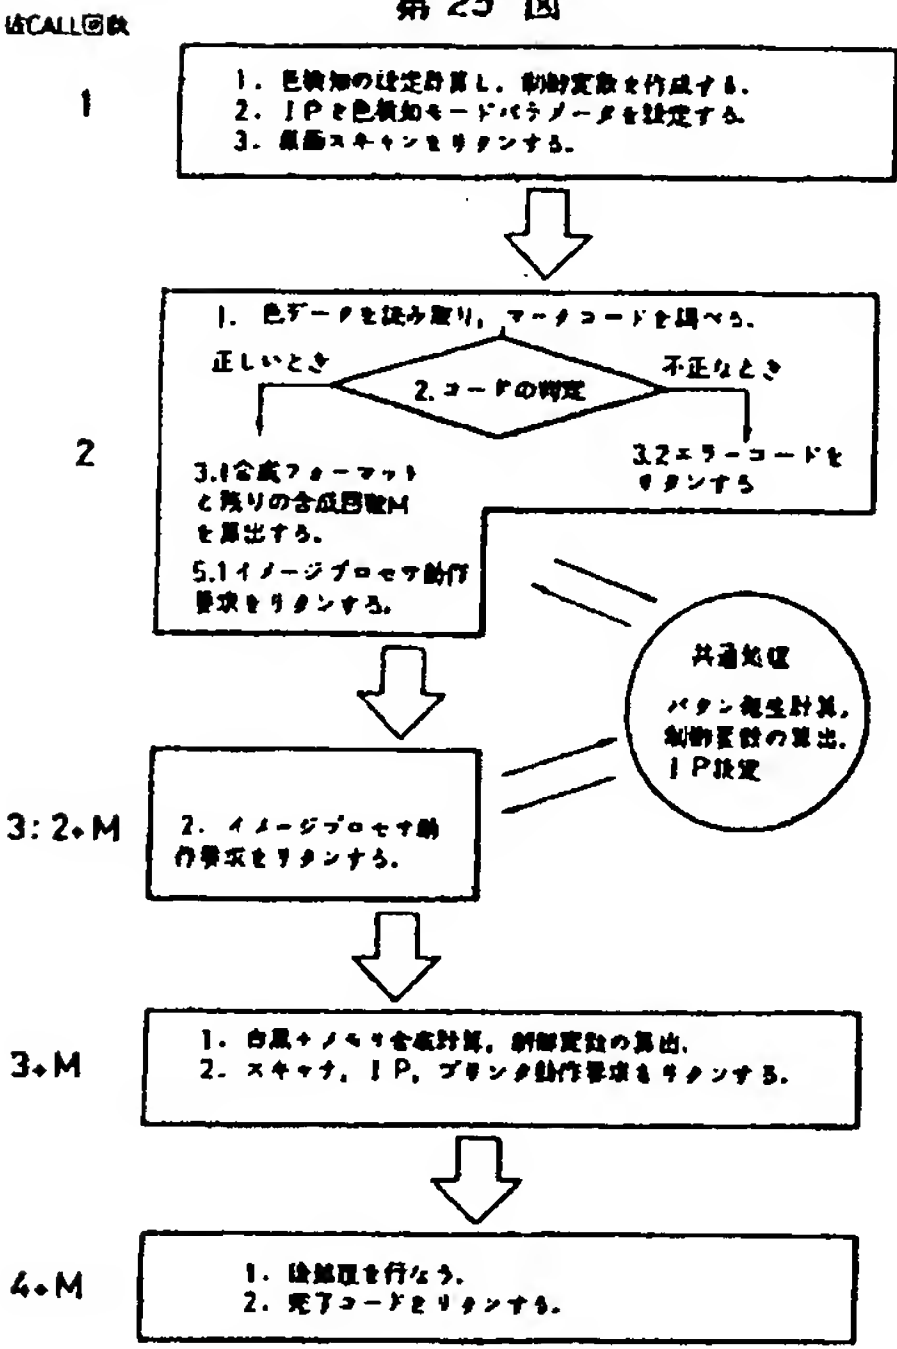 第 25 図
被CALL回数
1
1. 色検知の設定計算し、制御変数を作成する。
2. IPと色検知モードパラメータを設定する。
3. 原画スキャンをリタンする。
2
1. 色データを読み取り、マークコードを調べる。
正しいとき
不正なとき
2.コードの判定
3.1合成フォーマット
と残りの合成回数M
を算出する。
5.1イメージプロセサ動作
要求をリタンする。
3.2エラーコードを
リタンする
共通処理
パタン発生計算,
制御変数の算出,
IP設定
3:2+M
2. イメージプロセサ動
作要求をリタンする。
3+M
1. 白黒+メモリ合成計算, 制御変数の算出,
2. スキャナ, IP, プリンタ動作要求をリタンする。
4+M
1. 後処理を行なう,
2. 完了コードをリタンする。